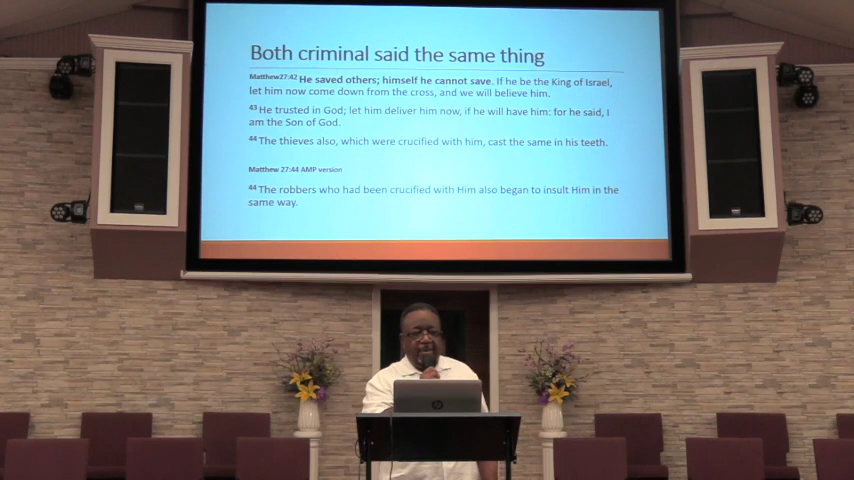 Both criminal said the same thing
Matthew27:42 He saved others; himself he cannot save. If he be the King of Israel,
let him now come down from the cross, and we will believe him.
43 He trusted in God; let him deliver him now, if he will have him: for he said, I
am the Son of God.
44 The thieves also, which were crucified with him, cast the same in his teeth.
Matthew 27:44 AMP version
44 The robbers who had been crucified with Him also began to insult Him in the
same way.
hp